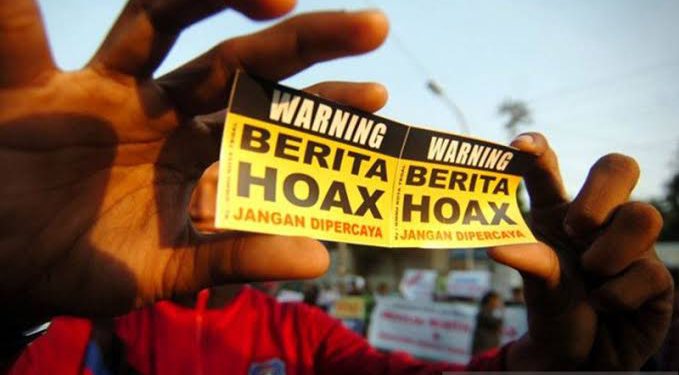 WARNING
BERITA
HOAX
JANGAN DIPERCAYA
WARNING
BERITA
HOAX
JANGAN DIPERCAYA